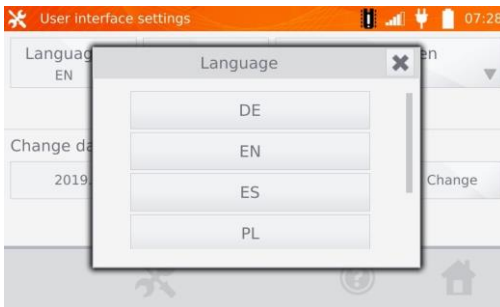 User interface settings 07:28
Languag
EN
en
Language
DE
EN
ES
PL
Change da
2019.
Change